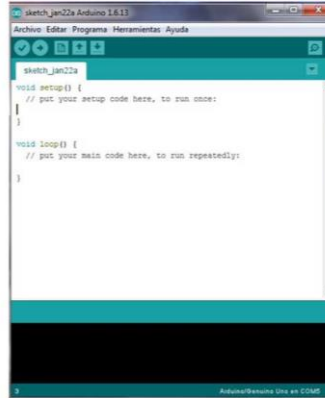 sketch_jan22a Arduino 1.6.13
Archivo Editar Programa Herramientas Ayuda
sketch_jan22a
void setup() {
// put your setup code here, to run once:
}
void loop() {
// put your main code here, to run repeatedly:
}
3 Arduino/Genuino Uno en COM5